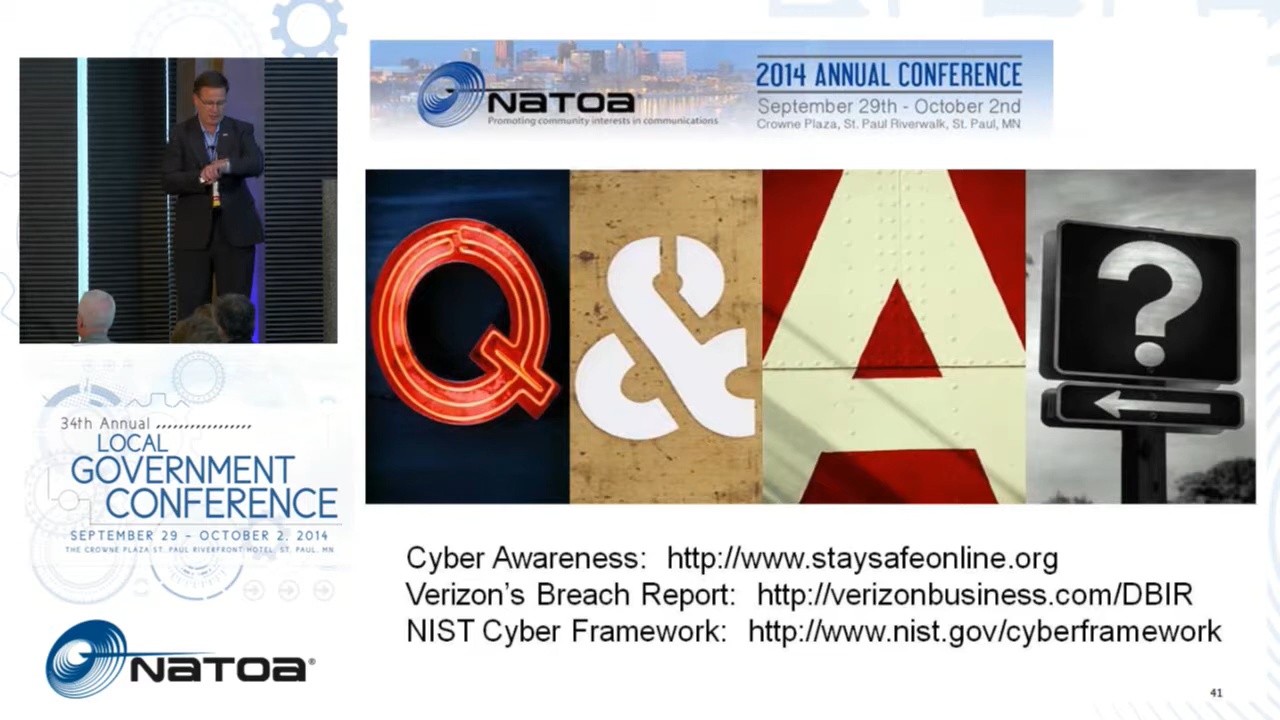 NATOA
Promoting community interests in communications
2014 ANNUAL CONFERENCE
September 29th - October 2nd
Crowne Plaza, St. Paul Riverwalk, St. Paul, MN
Q & A ?
34th Annual
LOCAL
GOVERNMENT
CONFERENCE
SEPTEMBER 29 – OCTOBER 2, 2014
THE CROWNE PLAZA ST. PAUL RIVERFRONT HOTEL, ST. PAUL, MN
NATOA®
Cyber Awareness: http://www.staysafeonline.org
Verizon’s Breach Report: http://verizonbusiness.com/DBIR
NIST Cyber Framework: http://www.nist.gov/cyberframework
41